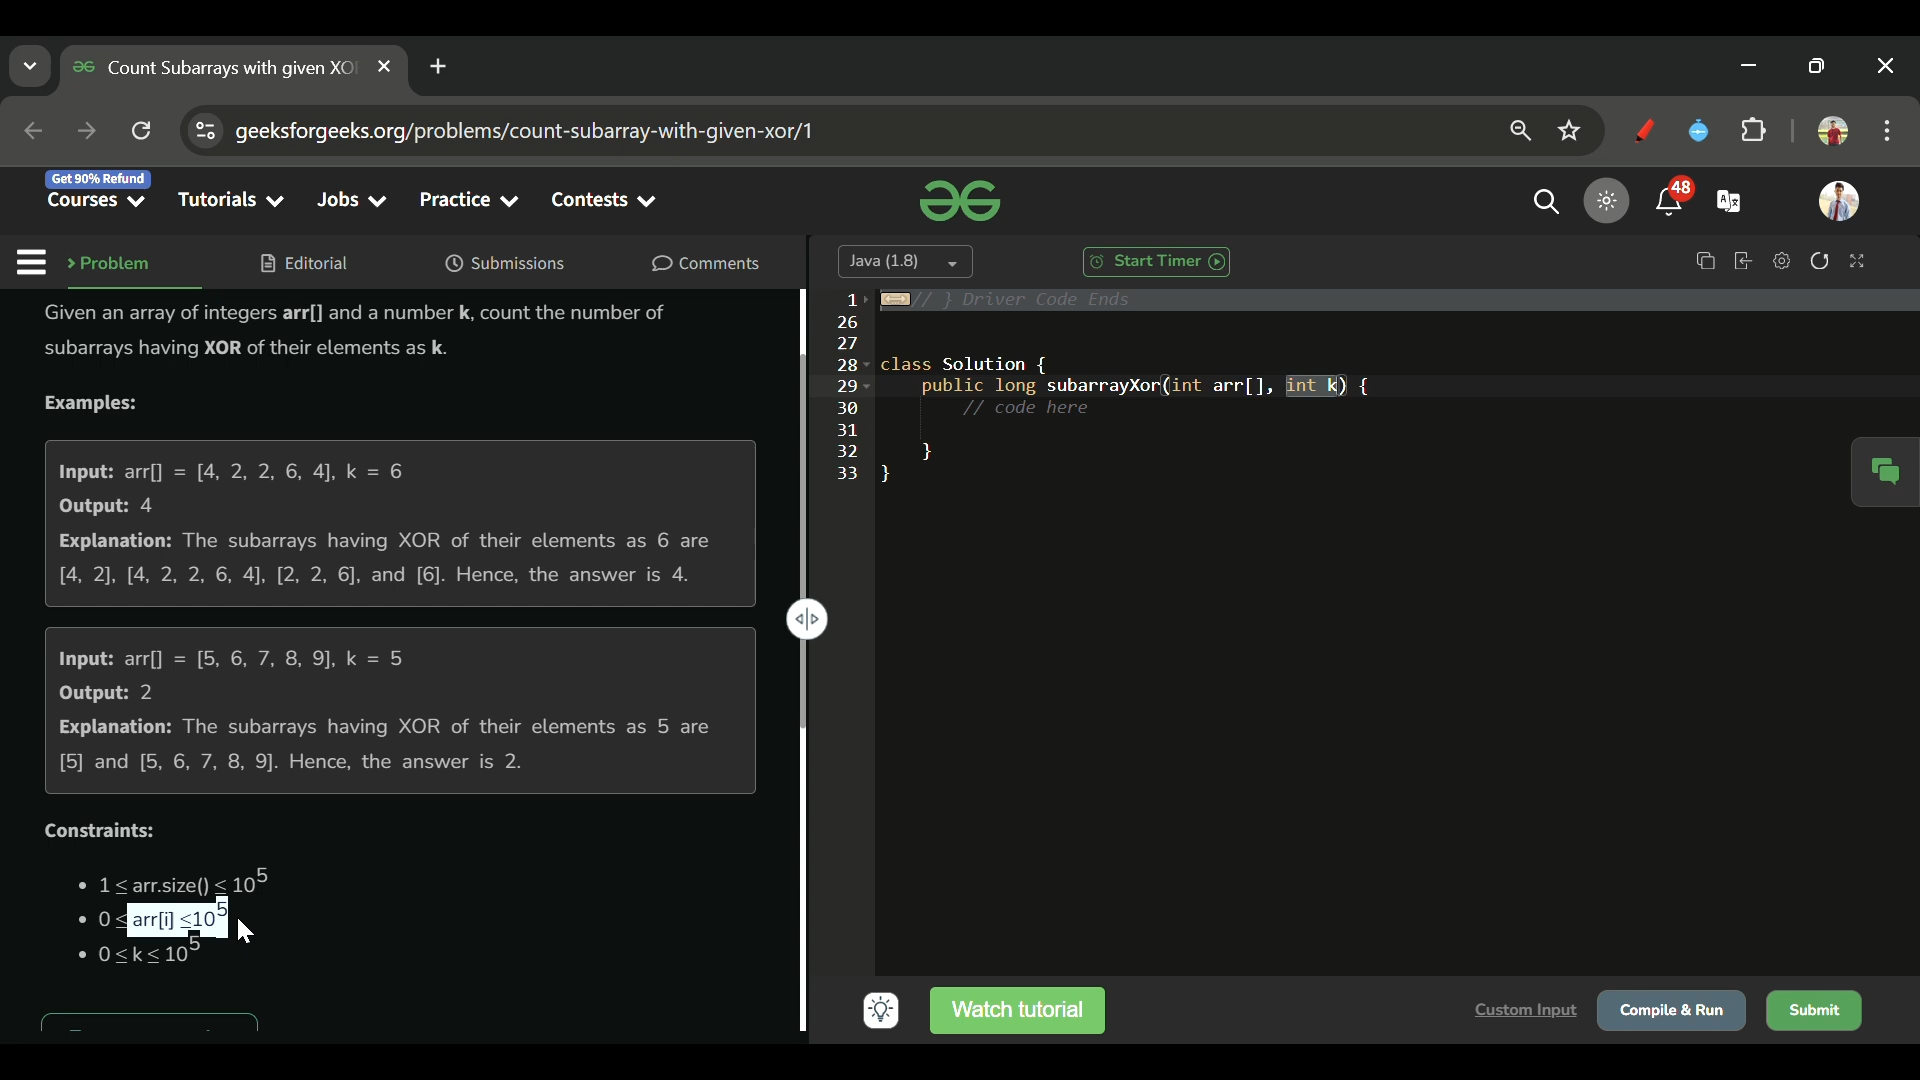 Count Subarrays with given XO
geeksforgeeks.org/problems/count-subarray-with-given-xor/1
Get 90% Refund
Courses
Tutorials
Jobs
Practice
Contests
48
Problem
Editorial
Submissions
Comments
Java (1.8)
Start Timer
Given an array of integers arr[] and a number k, count the number of
subarrays having XOR of their elements as k.
Examples:
Input: arr[] = [4, 2, 2, 6, 4], k = 6
Output: 4
Explanation: The subarrays having XOR of their elements as 6 are
[4, 2], [4, 2, 2, 6, 4], [2, 2, 6], and [6]. Hence, the answer is 4.
Input: arr[] = [5, 6, 7, 8, 9], k = 5
Output: 2
Explanation: The subarrays having XOR of their elements as 5 are
[5] and [5, 6, 7, 8, 9]. Hence, the answer is 2.
Constraints:
• 1 ≤ arr.size() ≤ 10⁵
• 0 ≤ arr[i] ≤10⁵
• 0 ≤ k ≤ 10⁵
1 // } Driver Code Ends
26
27
28 class Solution {
29 public long subarrayXor(int arr[], int k) {
30 // code here
31
32 }
33 }
Watch tutorial
Custom Input
Compile & Run
Submit